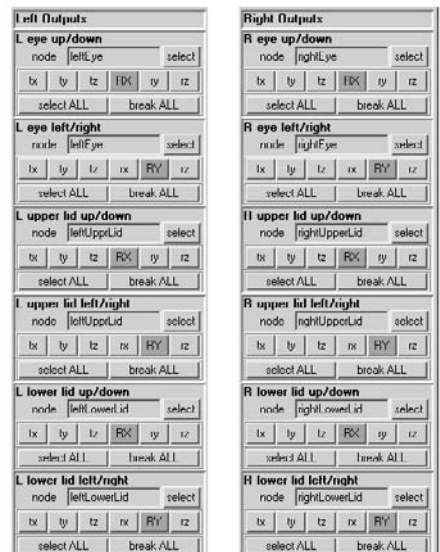 Left Outputs
L eye up/down
node leftEye select
tx ty tz RX ry rz
select ALL break ALL
L eye left/right
node leftEye select
tx ty tz rx RY rz
select ALL break ALL
L upper lid up/down
node leftUpprLid select
tx ty tz RX ry rz
select ALL break ALL
L upper lid left/right
node leftUpprLid select
tx ty tz rx RY rz
select ALL break ALL
L lower lid up/down
node leftLowerLid select
tx ty tz RX ry rz
select ALL break ALL
L lower lid left/right
node leftLowerLid select
tx ty tz rx RY rz
select ALL break ALL
Right Outputs
R eye up/down
node rightEye select
tx ty tz RX ry rz
select ALL break ALL
R eye left/right
node rightEye select
tx ty tz rx RY rz
select ALL break ALL
R upper lid up/down
node rightUpperLid select
tx ty tz RX ry rz
select ALL break ALL
R upper lid left/right
node rightUpperLid select
tx ty tz rx RY rz
select ALL break ALL
R lower lid up/down
node rightLowerLid select
tx ty tz RX ry rz
select ALL break ALL
R lower lid left/right
node rightLowerLid select
tx ty tz rx RY rz
select ALL break ALL